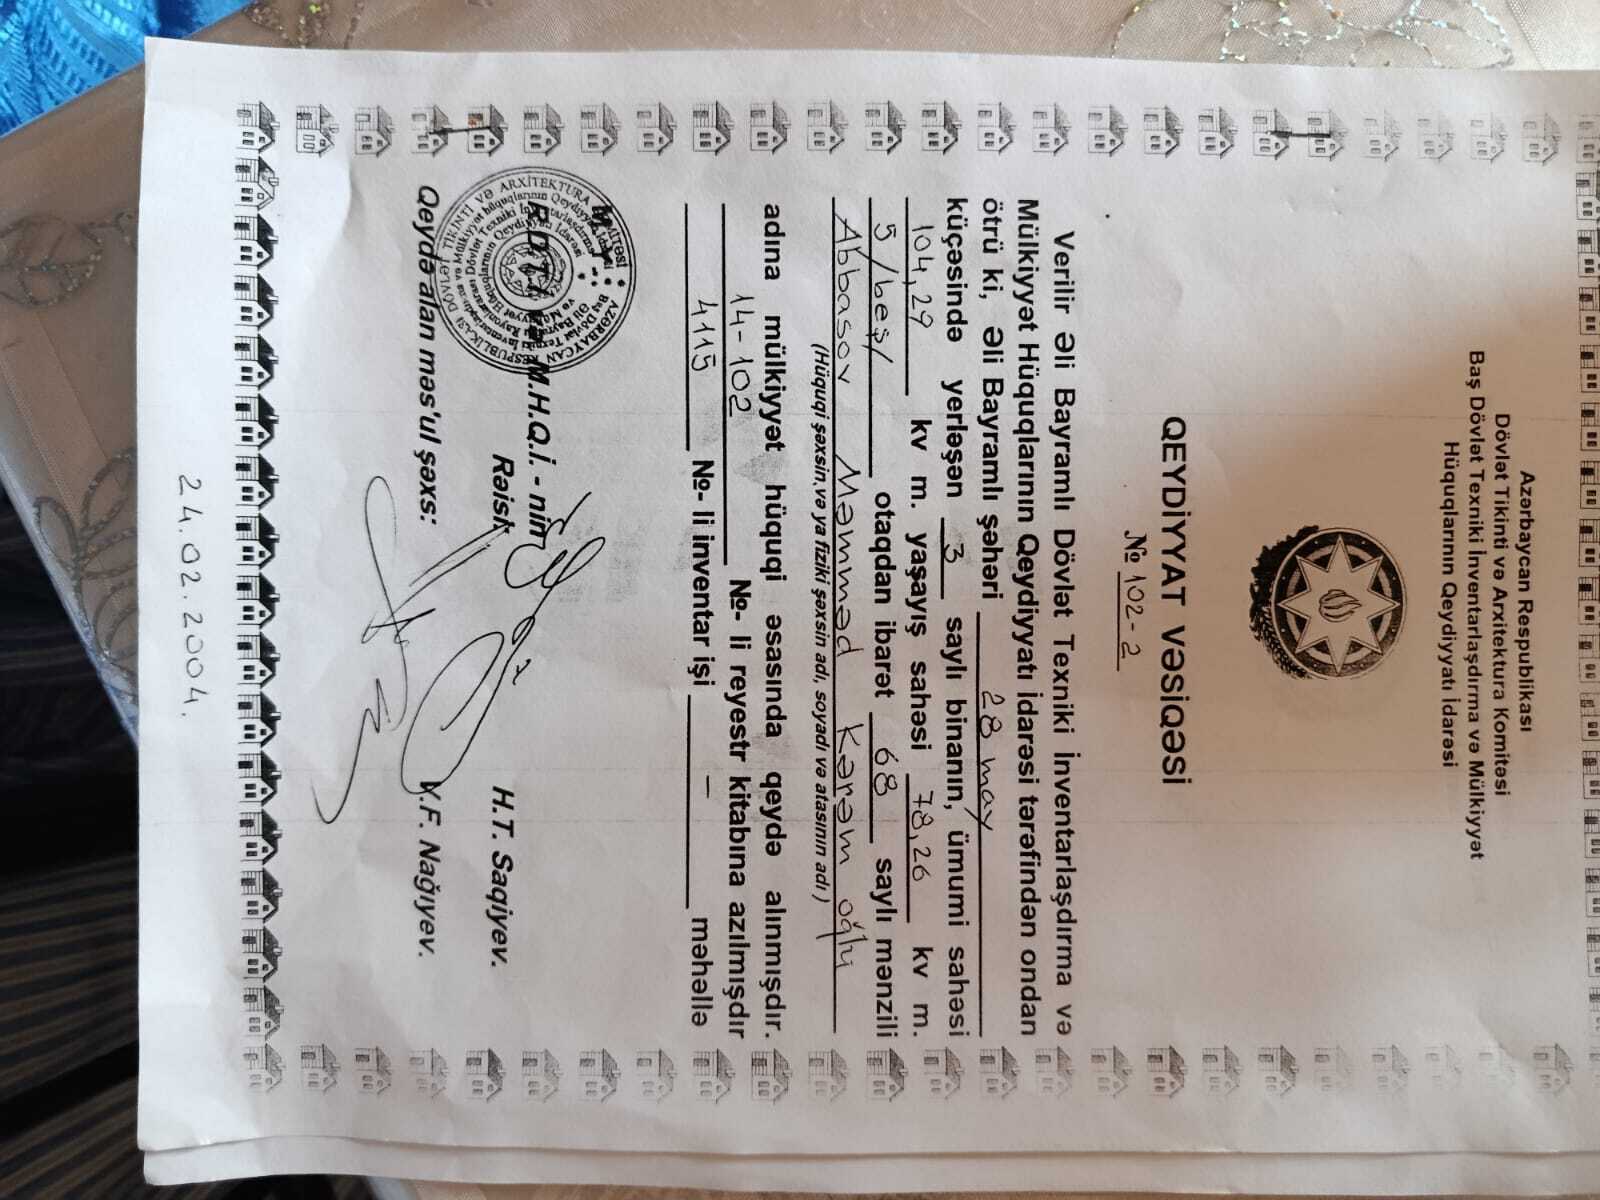 Azərbaycan Respublikası
Dövlət Tikinti və Arxitektura Komitəsi
Baş Dövlət Texniki İnventarlaşdırma və Mülkiyyət
Hüquqlarının Qeydiyyatı İdarəsi
QEYDİYYAT VƏSİQƏSİ
№ 102-2
Verilir Əli Bayramlı Dövlət Texniki İnventarlaşdırma və
Mülkiyyət Hüquqlarının Qeydiyyatı İdarəsi tərəfindən ondan
ötrü ki, Əli Bayramlı şəhəri 28 may
küçəsində yerləşən 3 saylı binanın, ümumi sahəsi
104,29 kv m. yaşayış sahəsi 78,26 kv m.
5/beş/ otaqdan ibarət 68 saylı mənzili
Abbasov Məmməd Kərəm oğlu
(Hüquqi şəxsin,və ya fiziki şəxsin adı, soyadı və atasının adı )
adına mülkiyyət hüquqi əsasında qeydə alınmışdır.
14-102 №- li reyestr kitabına azılmışdır
4115 №- li inventar işi — məhəllə
M.H.Q.İ. - nin
Rəisi H.T. Saqiyev.
Qeydə alan məs'ul şəxs: V.F. Nağıyev.
24.02.2004.